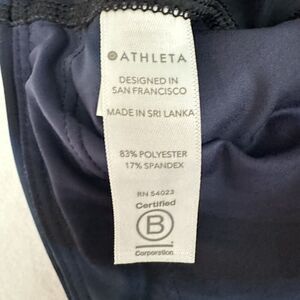 ATHLETA
DESIGNED IN
SAN FRANCISCO
MADE IN SRI LANKA
83% POLYESTER
17% SPANDEX
RN 54023
Certified
B
Corporation